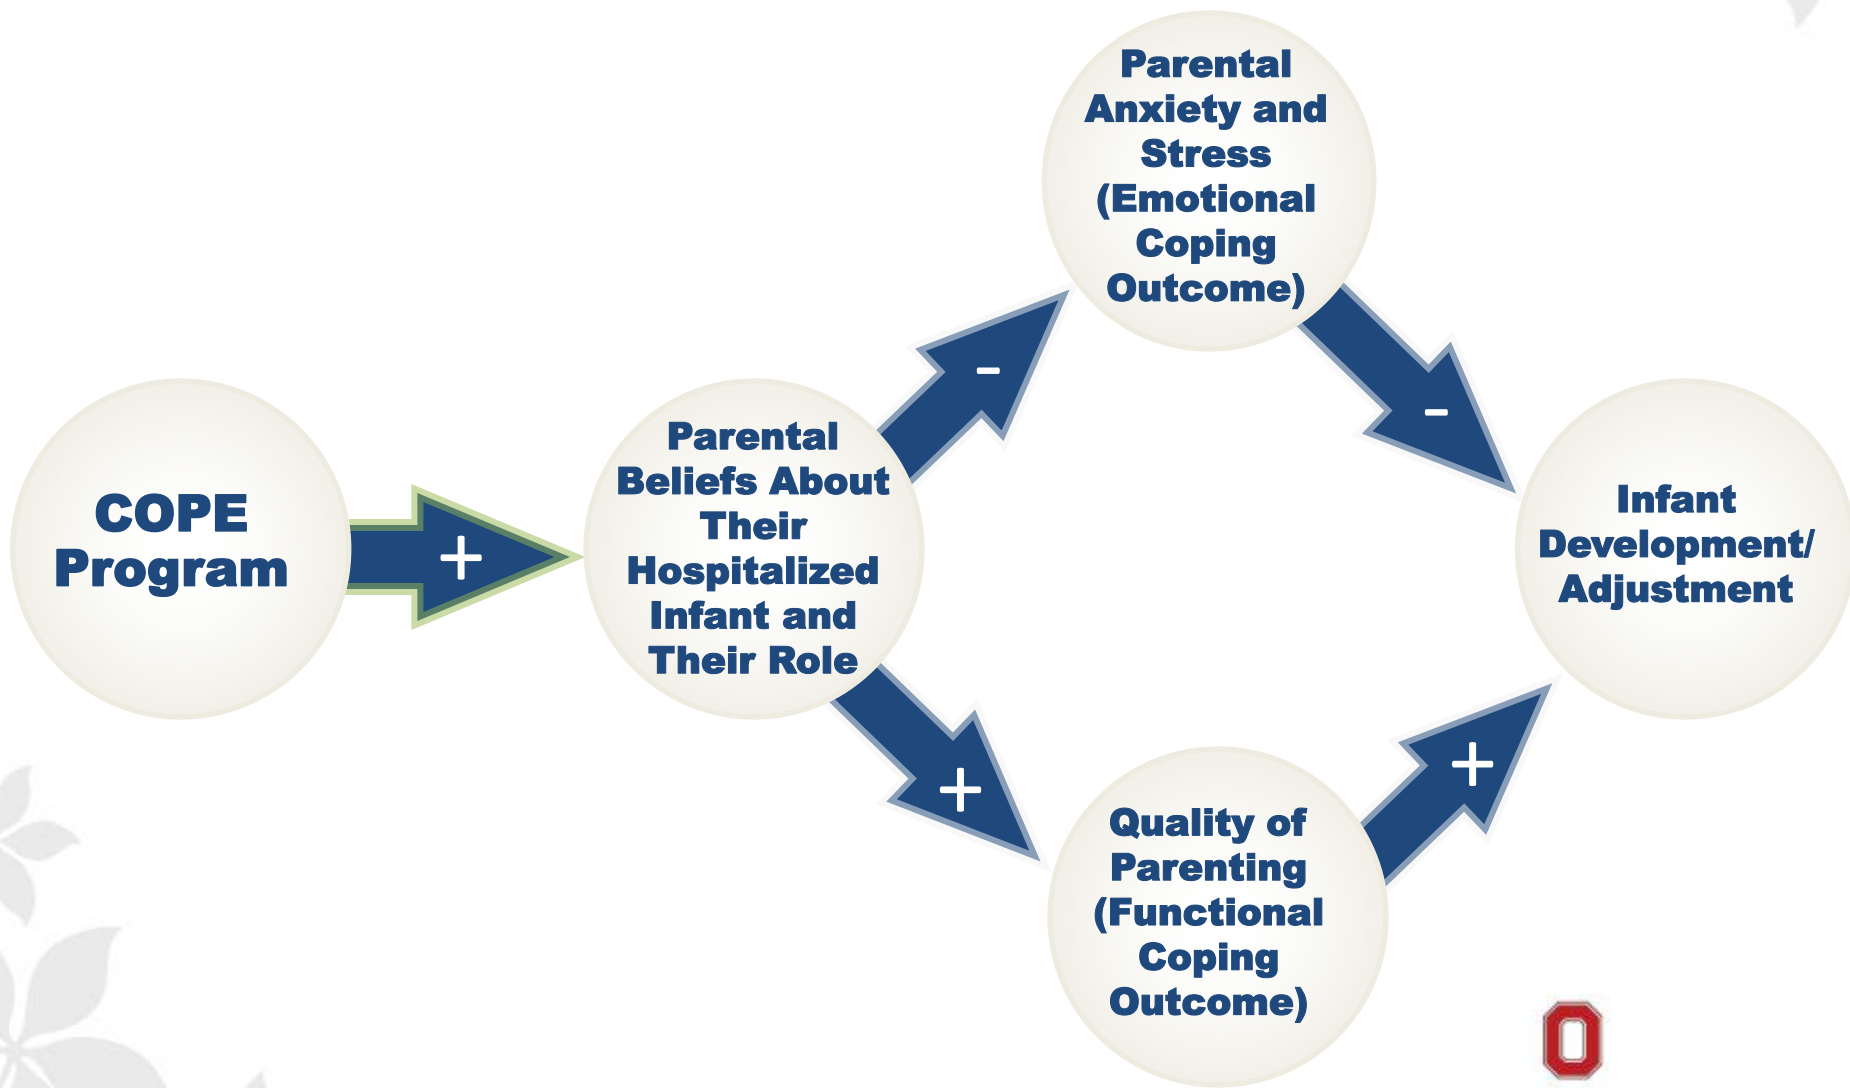 COPE
Program
+
Parental
Beliefs About
Their
Hospitalized
Infant and
Their Role
-
Parental
Anxiety and
Stress
(Emotional
Coping
Outcome)
-
+
Quality of
Parenting
(Functional
Coping
Outcome)
+
Infant
Development/
Adjustment
O